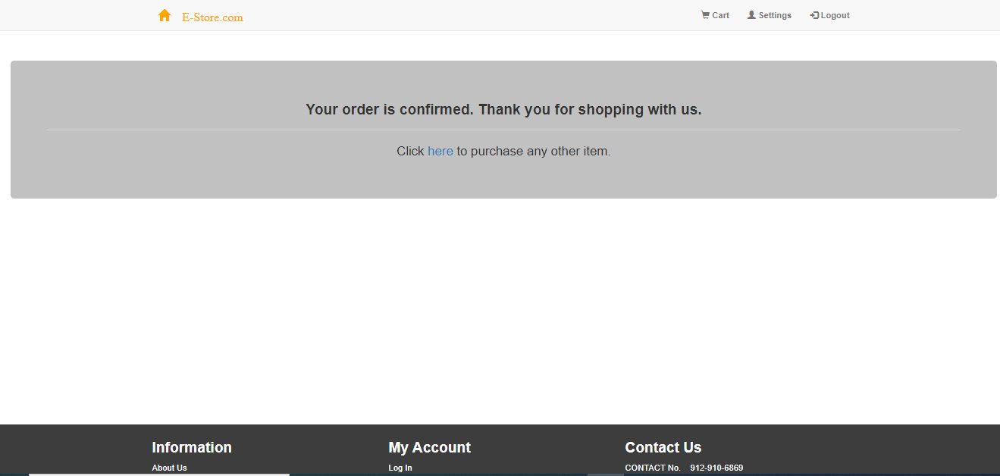 E-Store.com
Cart Settings Logout
Your order is confirmed. Thank you for shopping with us.
Click here to purchase any other item.
Information My Account Contact Us
About Us Log In CONTACT No. 912-910-6869